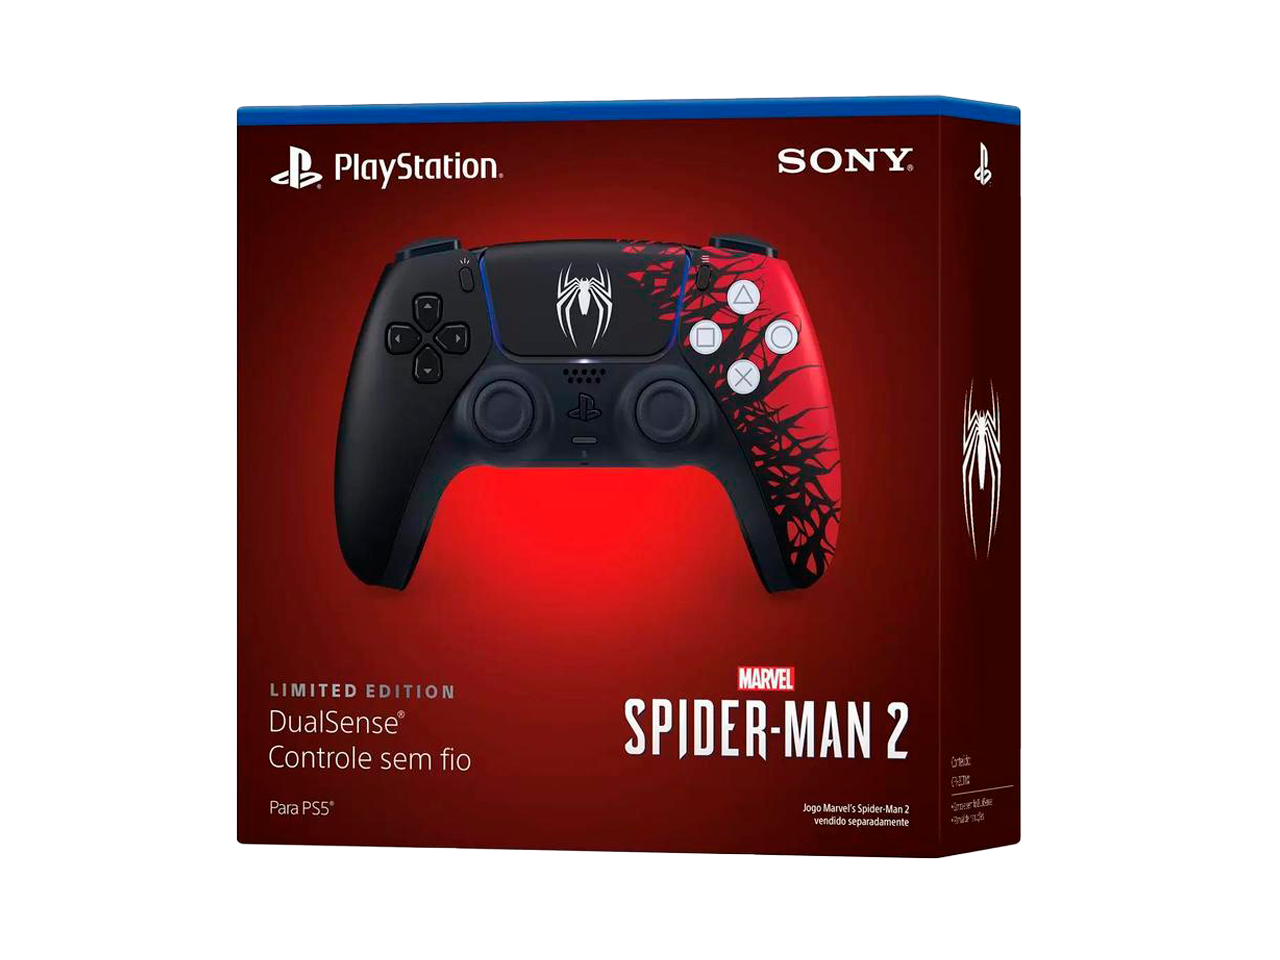 PlayStation®
SONY®
LIMITED EDITION
DualSense®
Controle sem fio
Para PS5®
MARVEL
SPIDER-MAN 2
Jogo Marvel's Spider-Man 2
vendido separadamente
Conteúdo: